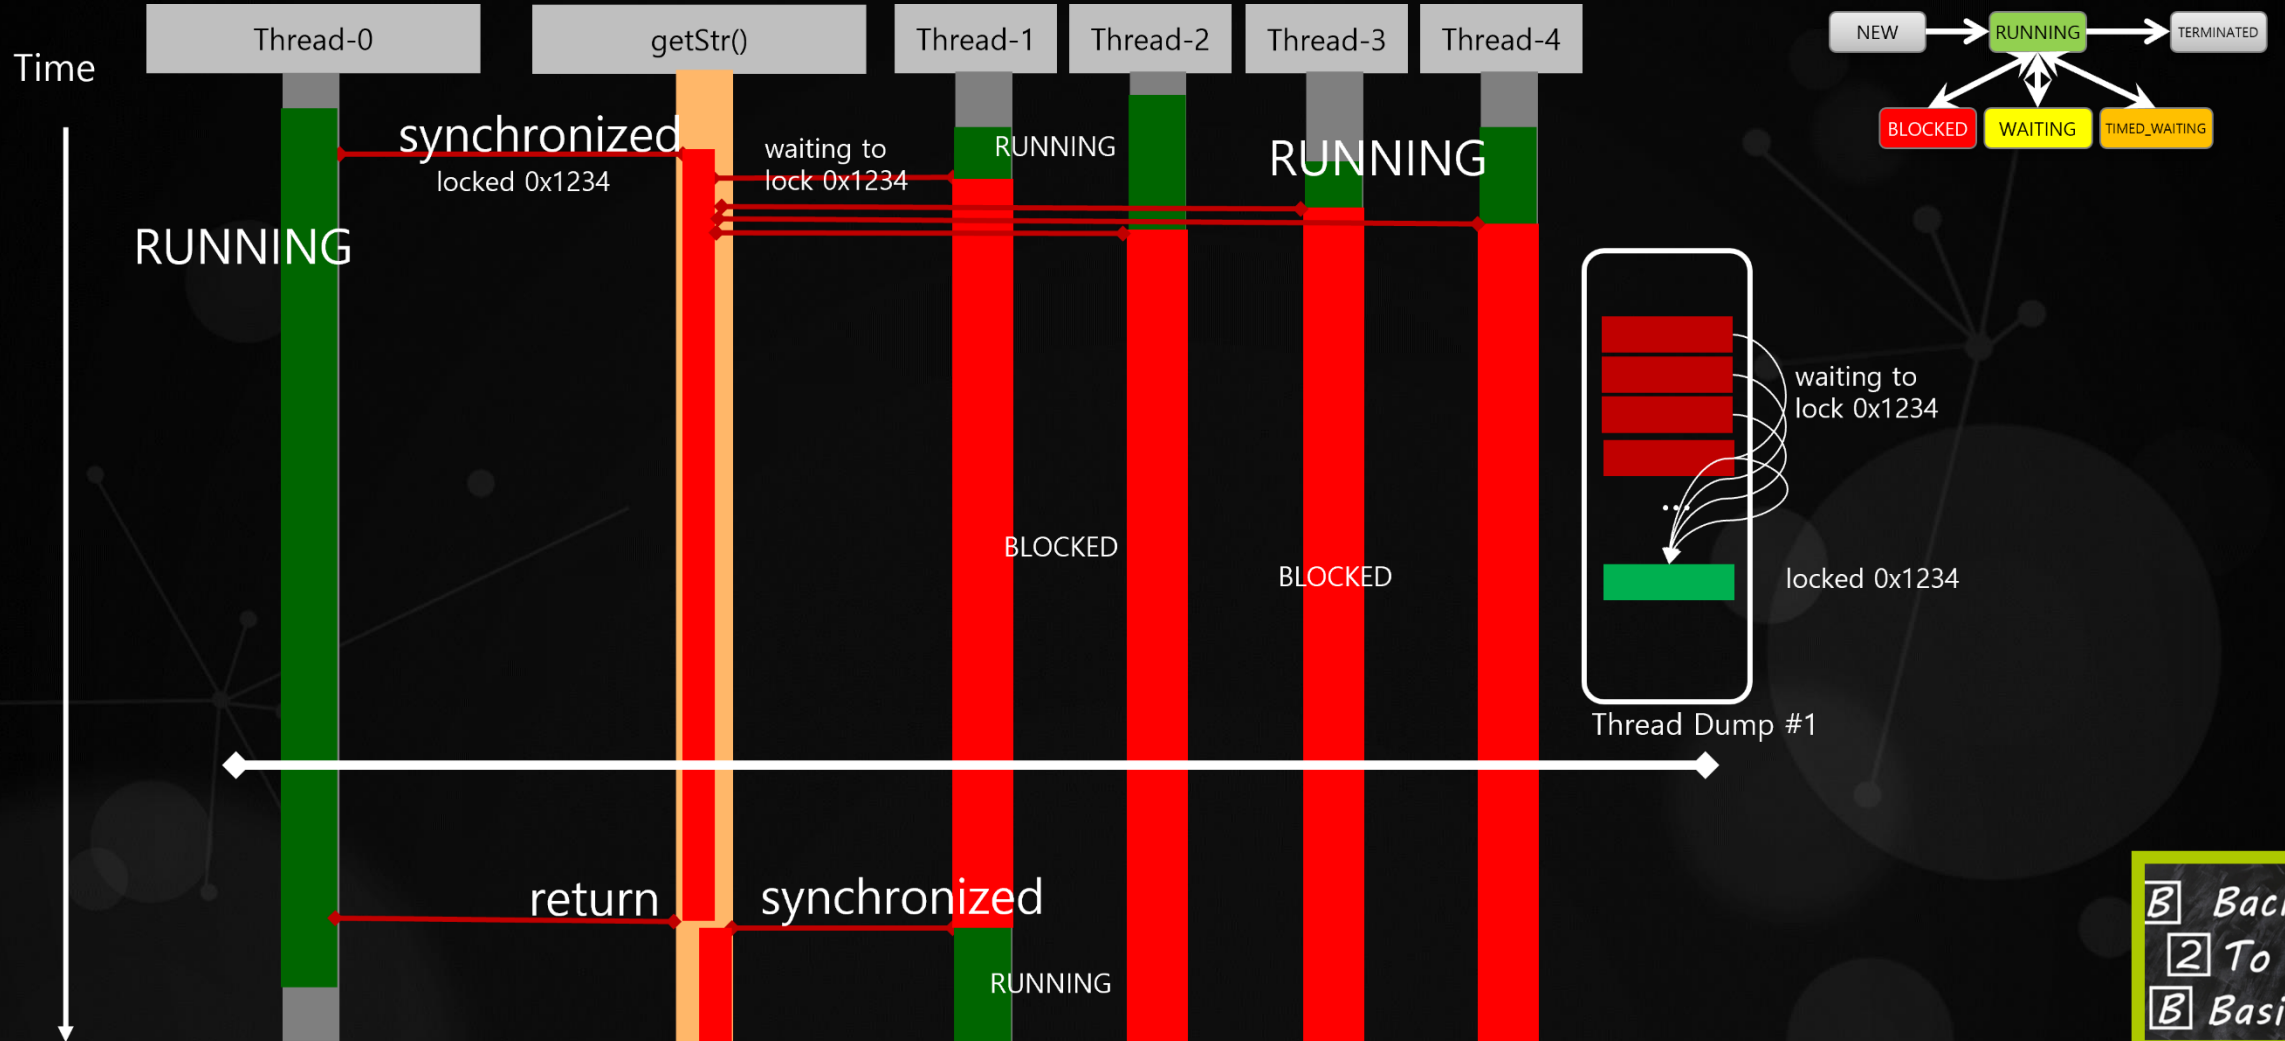 Thread-0
getStr()
Thread-1
Thread-2
Thread-3
Thread-4
NEW
RUNNING
TERMINATED
BLOCKED
WAITING
TIMED_WAITING
Time
synchronized
locked 0x1234
waiting to
lock 0x1234
RUNNING
RUNNING
RUNNING
waiting to
lock 0x1234
...
BLOCKED
BLOCKED
locked 0x1234
Thread Dump #1
return
synchronized
RUNNING
B
2 To
B